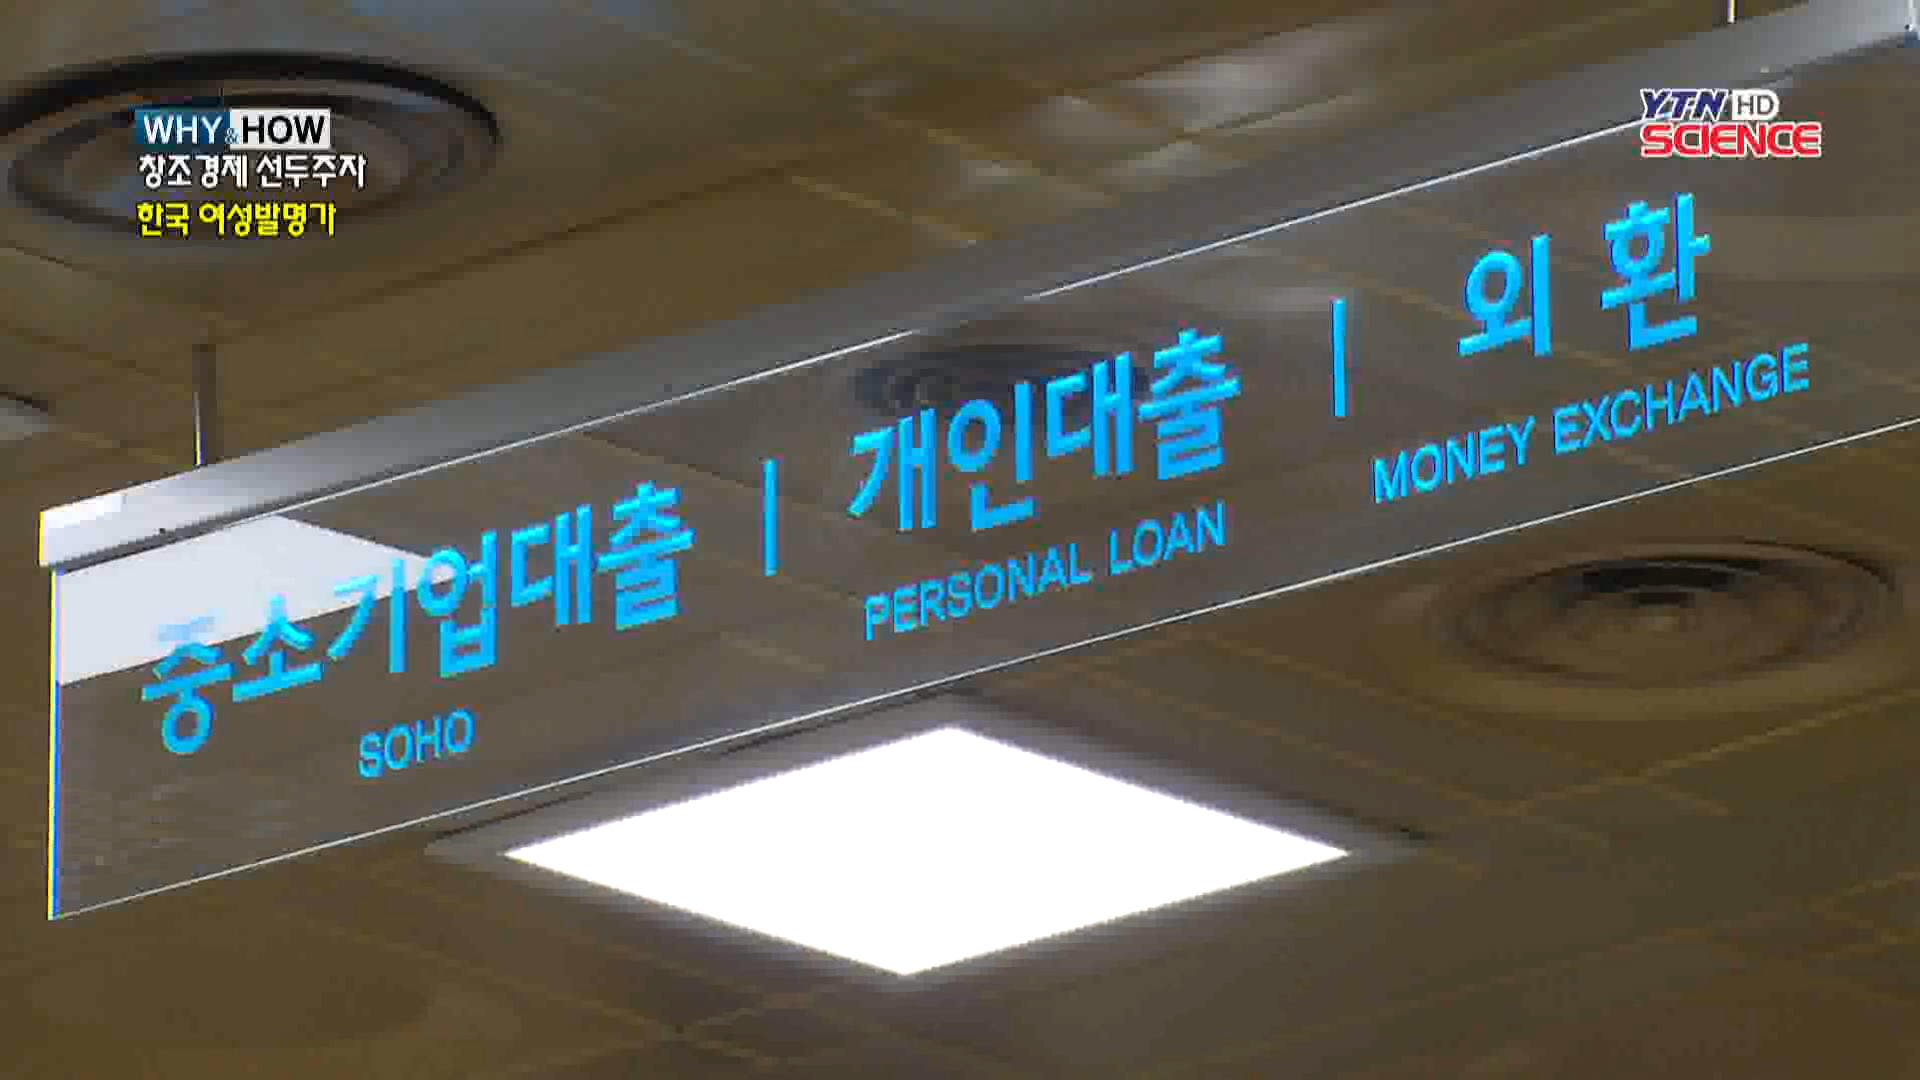 WHY&HOW
창조경제 선두주자
한국 여성발명가
YTN HD
SCIENCE
중소기업대출 | 개인대출 | 외환
SOHO PERSONAL LOAN MONEY EXCHANGE